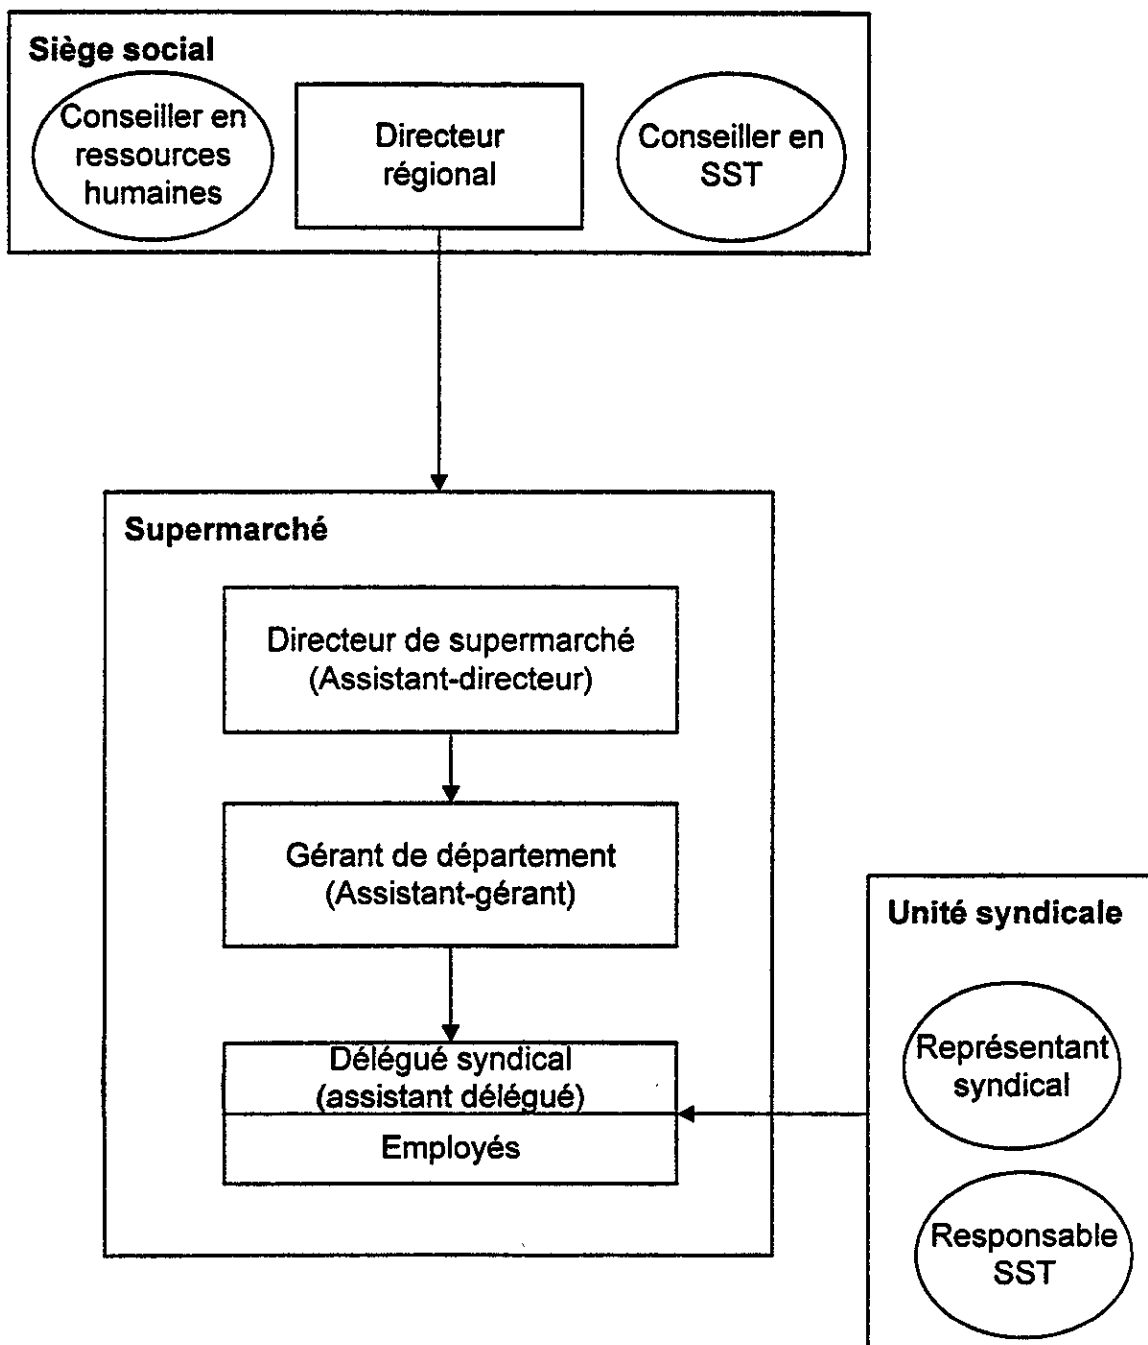 Siège social
Conseiller en
ressources
humaines
Directeur
régional
Conseiller en
SST
Supermarché
Directeur de supermarché
(Assistant-directeur)
Gérant de département
(Assistant-gérant)
Délégué syndical
(assistant délégué)
Employés
Unité syndicale
Représentant
syndical
Responsable
SST